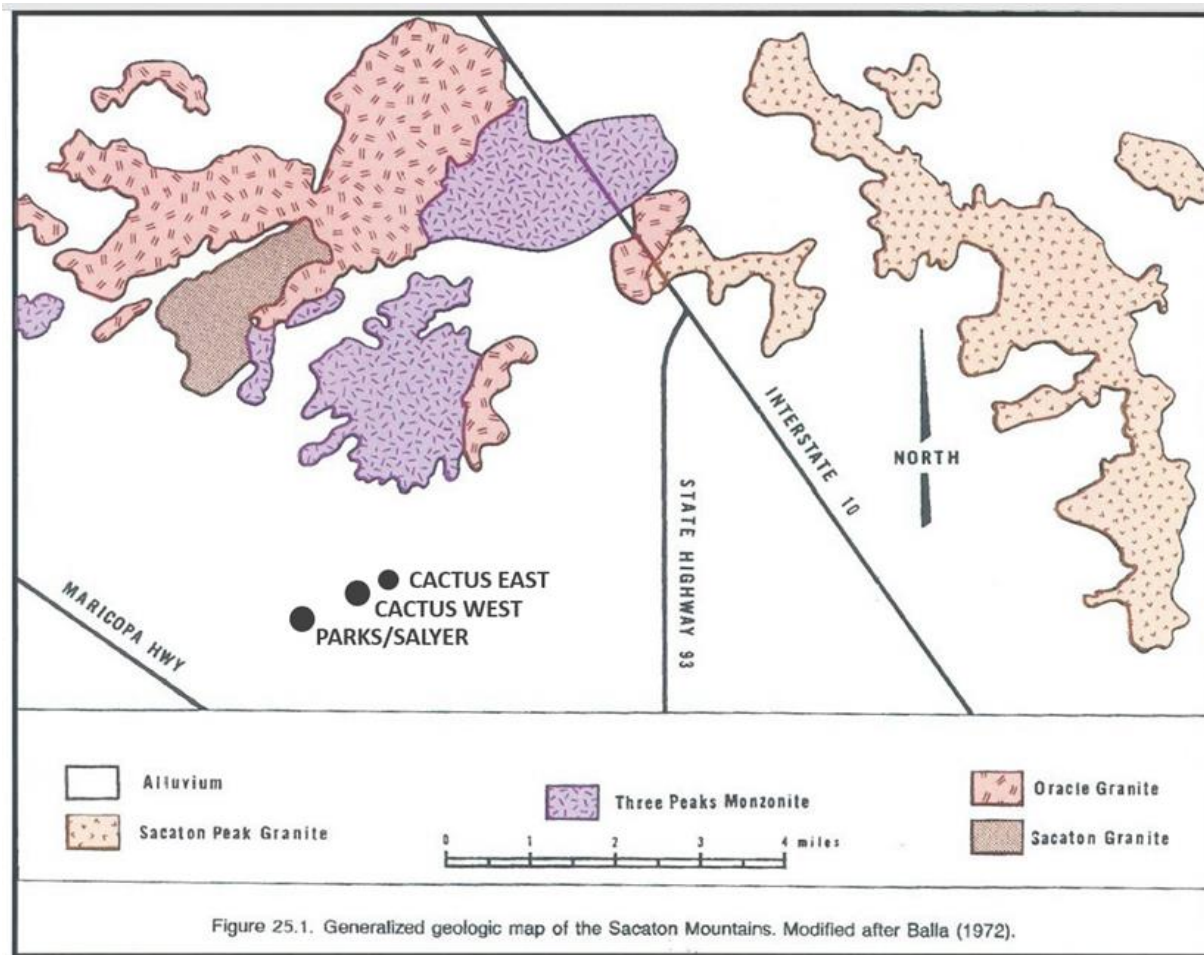 INTERSTATE 10
NORTH
STATE HIGHWAY 93
CACTUS EAST
CACTUS WEST
PARKS/SALYER
MARICOPA HWY
Alluvium
Sacaton Peak Granite
Three Peaks Monzonite
0 1 2 3 4 miles
Oracle Granite
Sacaton Granite
Figure 25.1. Generalized geologic map of the Sacaton Mountains. Modified after Balla (1972).